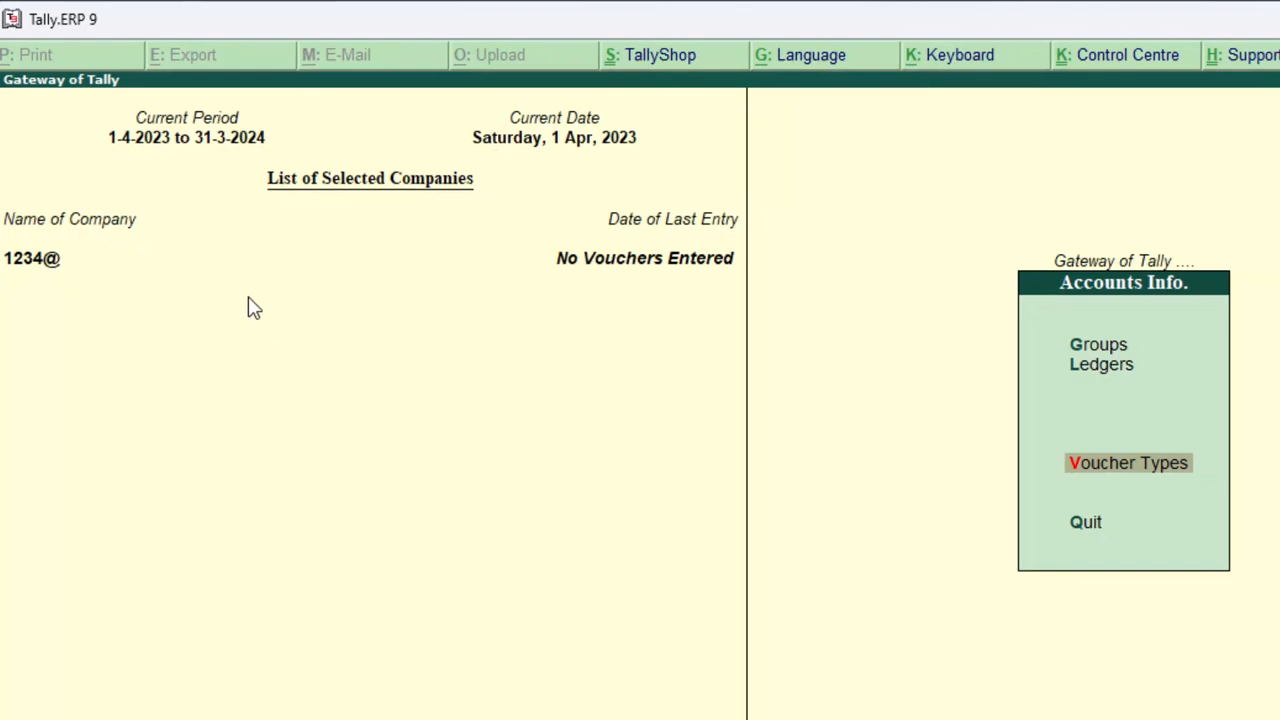 Tally.ERP 9
P: Print E: Export M: E-Mail O: Upload S: TallyShop G: Language K: Keyboard K: Control Centre H: Suppor
Gateway of Tally
Current Period Current Date
1-4-2023 to 31-3-2024 Saturday, 1 Apr, 2023
List of Selected Companies
Name of Company Date of Last Entry
1234@ No Vouchers Entered
Gateway of Tally ....
Accounts Info.
Groups
Ledgers
Voucher Types
Quit